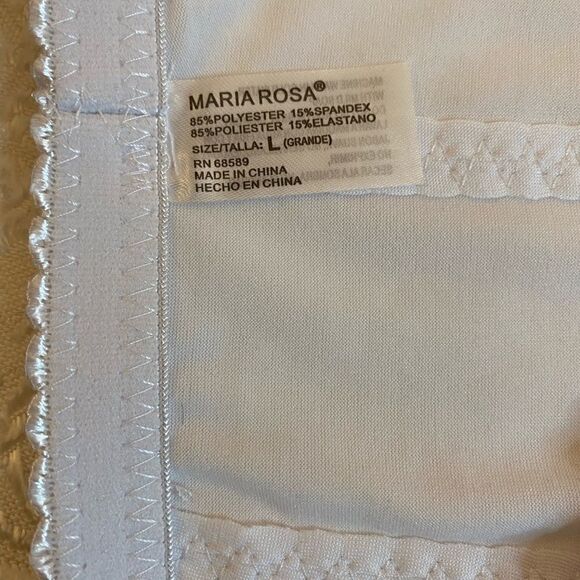 MARIA ROSA®
85%POLYESTER 15%SPANDEX
85%POLIESTER 15%ELASTANO
SIZE/TALLA: L (GRANDE)
RN 68589
MADE IN CHINA
HECHO EN CHINA